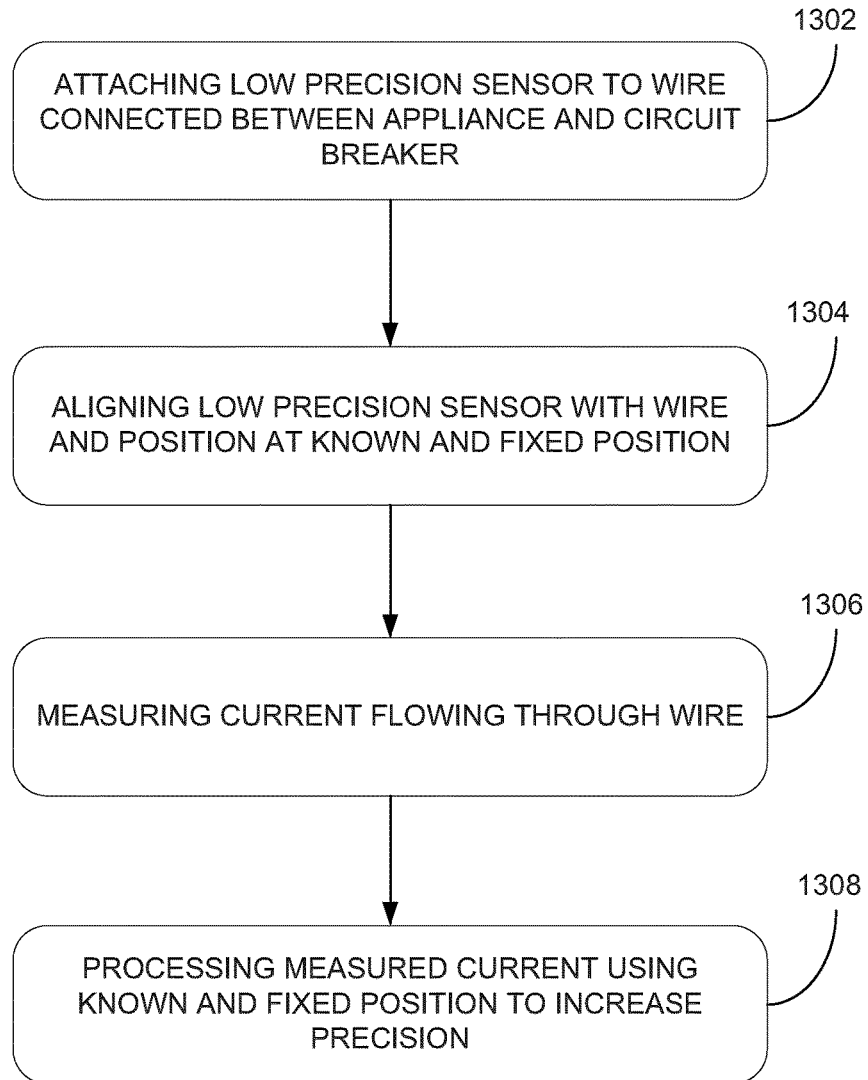 1302
ATTACHING LOW PRECISION SENSOR TO WIRE
CONNECTED BETWEEN APPLIANCE AND CIRCUIT
BREAKER
1304
ALIGNING LOW PRECISION SENSOR WITH WIRE
AND POSITION AT KNOWN AND FIXED POSITION
1306
MEASURING CURRENT FLOWING THROUGH WIRE
1308
PROCESSING MEASURED CURRENT USING
KNOWN AND FIXED POSITION TO INCREASE
PRECISION